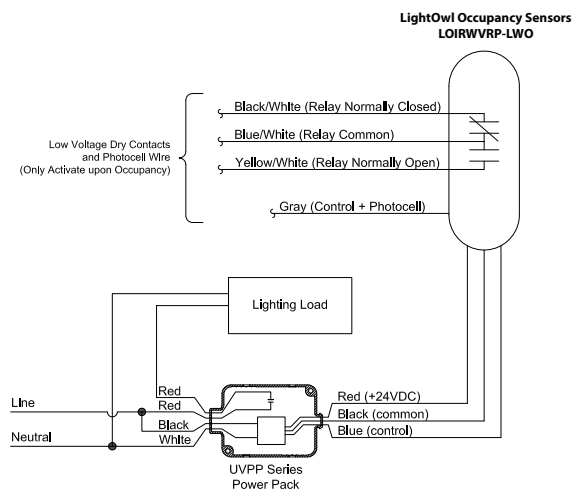 LightOwl Occupancy Sensors
LOIRWVRP-LWO
Black/White (Relay Normally Closed)
Low Voltage Dry Contacts
and Photocell Wire
(Only Activate upon Occupancy)
Blue/White (Relay Common)
Yellow/White (Relay Normally Open)
Gray (Control + Photocell)
Lighting Load
Red
Red
Black
White
Line
Neutral
Red (+24VDC)
Black (common)
Blue (control)
UVPP Series
Power Pack